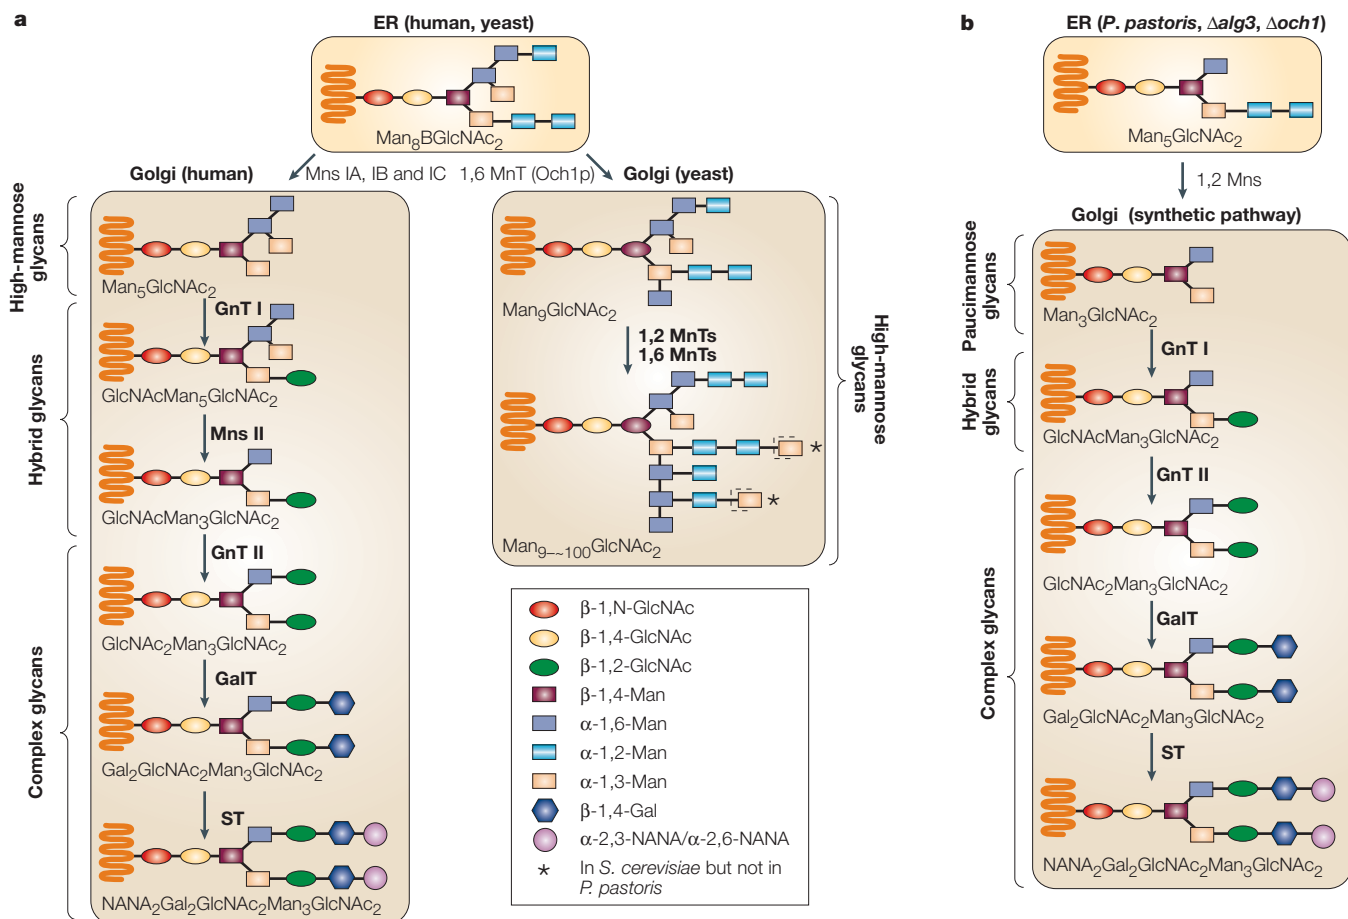 a
ER (human, yeast)
Man8BGlcNAc2
Golgi (human)
Mns IA, IB and IC
1,6 MnT (Och1p)
Golgi (yeast)
High-mannose
glycans
Man5GlcNAc2
GnT I
GlcNAcMan5GlcNAc2
Hybrid glycans
Mns II
GlcNAcMan3GlcNAc2
GnT II
GlcNAc2Man3GlcNAc2
Complex glycans
GalT
Gal2GlcNAc2Man3GlcNAc2
ST
NANA2Gal2GlcNAc2Man3GlcNAc2
Man9GlcNAc2
1,2 MnTs
1,6 MnTs
*
*
Man9–~100GlcNAc2
High-mannose
glycans
β-1,N-GlcNAc
β-1,4-GlcNAc
β-1,2-GlcNAc
β-1,4-Man
α-1,6-Man
α-1,2-Man
α-1,3-Man
β-1,4-Gal
α-2,3-NANA/α-2,6-NANA
* In S. cerevisiae but not in
P. pastoris
b
ER (P. pastoris, Δalg3, Δoch1)
Man5GlcNAc2
1,2 Mns
Golgi (synthetic pathway)
Paucimannose
glycans
Man3GlcNAc2
GnT I
Hybrid
glycans
GlcNAcMan3GlcNAc2
GnT II
GlcNAc2Man3GlcNAc2
Complex glycans
GalT
Gal2GlcNAc2Man3GlcNAc2
ST
NANA2Gal2GlcNAc2Man3GlcNAc2